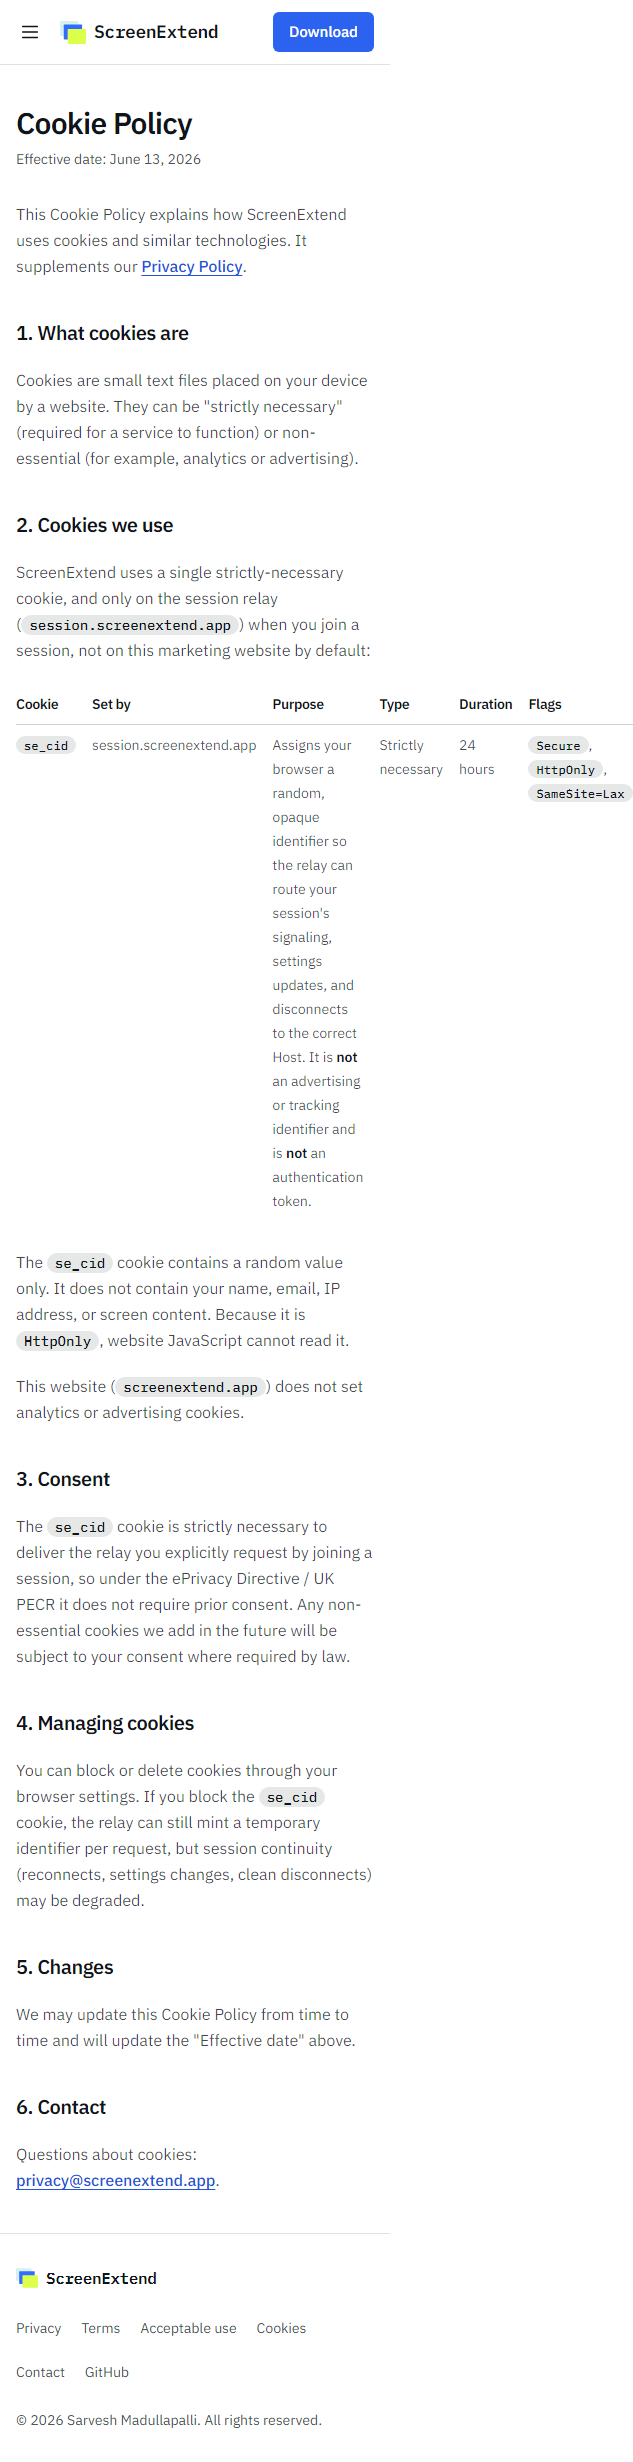 ScreenExtend
Download
Cookie Policy
Effective date: June 13, 2026
This Cookie Policy explains how ScreenExtend
uses cookies and similar technologies. It
supplements our Privacy Policy.
1. What cookies are
Cookies are small text files placed on your device
by a website. They can be "strictly necessary"
(required for a service to function) or non-
essential (for example, analytics or advertising).
2. Cookies we use
ScreenExtend uses a single strictly-necessary
cookie, and only on the session relay
(session.screenextend.app) when you join a
session, not on this marketing website by default:
Cookie Set by Purpose Type Duration Flags
se_cid session.screenextend.app Assigns your Strictly 24 Secure,
browser a necessary hours HttpOnly,
random, SameSite=Lax
opaque
identifier so
the relay can
route your
session's
signaling,
settings
updates, and
disconnects
to the correct
Host. It is not
an advertising
or tracking
identifier and
is not an
authentication
token.
The se_cid cookie contains a random value
only. It does not contain your name, email, IP
address, or screen content. Because it is
HttpOnly, website JavaScript cannot read it.
This website (screenextend.app) does not set
analytics or advertising cookies.
3. Consent
The se_cid cookie is strictly necessary to
deliver the relay you explicitly request by joining a
session, so under the ePrivacy Directive / UK
PECR it does not require prior consent. Any non-
essential cookies we add in the future will be
subject to your consent where required by law.
4. Managing cookies
You can block or delete cookies through your
browser settings. If you block the se_cid
cookie, the relay can still mint a temporary
identifier per request, but session continuity
(reconnects, settings changes, clean disconnects)
may be degraded.
5. Changes
We may update this Cookie Policy from time to
time and will update the "Effective date" above.
6. Contact
Questions about cookies:
privacy@screenextend.app.
ScreenExtend
Privacy Terms Acceptable use Cookies
Contact GitHub
© 2026 Sarvesh Madullapalli. All rights reserved.